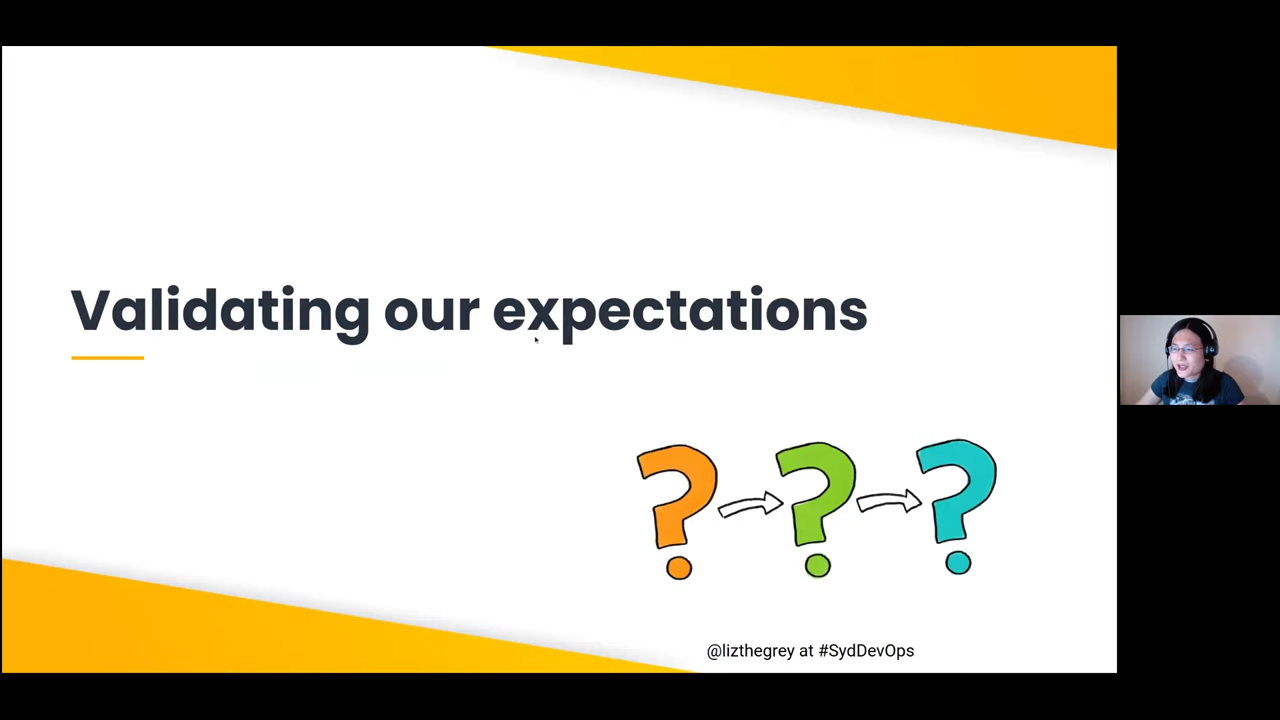 Validating our expectations
? ? ?
@lizthegrey at #SydDevOps